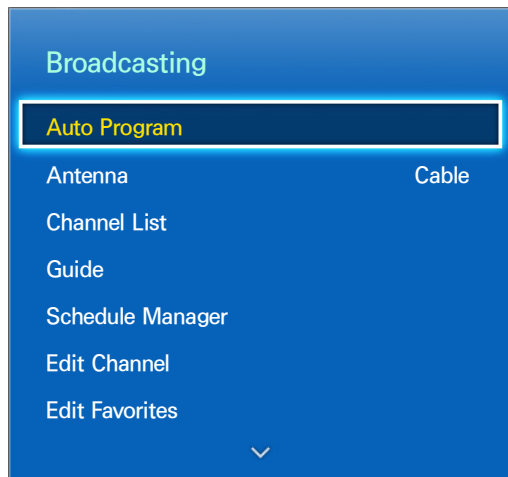 Broadcasting
Auto Program
Antenna Cable
Channel List
Guide
Schedule Manager
Edit Channel
Edit Favorites